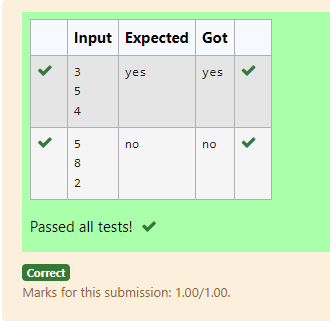 Input Expected Got
3 yes yes
5
4
5 no no
8
2
Passed all tests!
Correct
Marks for this submission: 1.00/1.00.